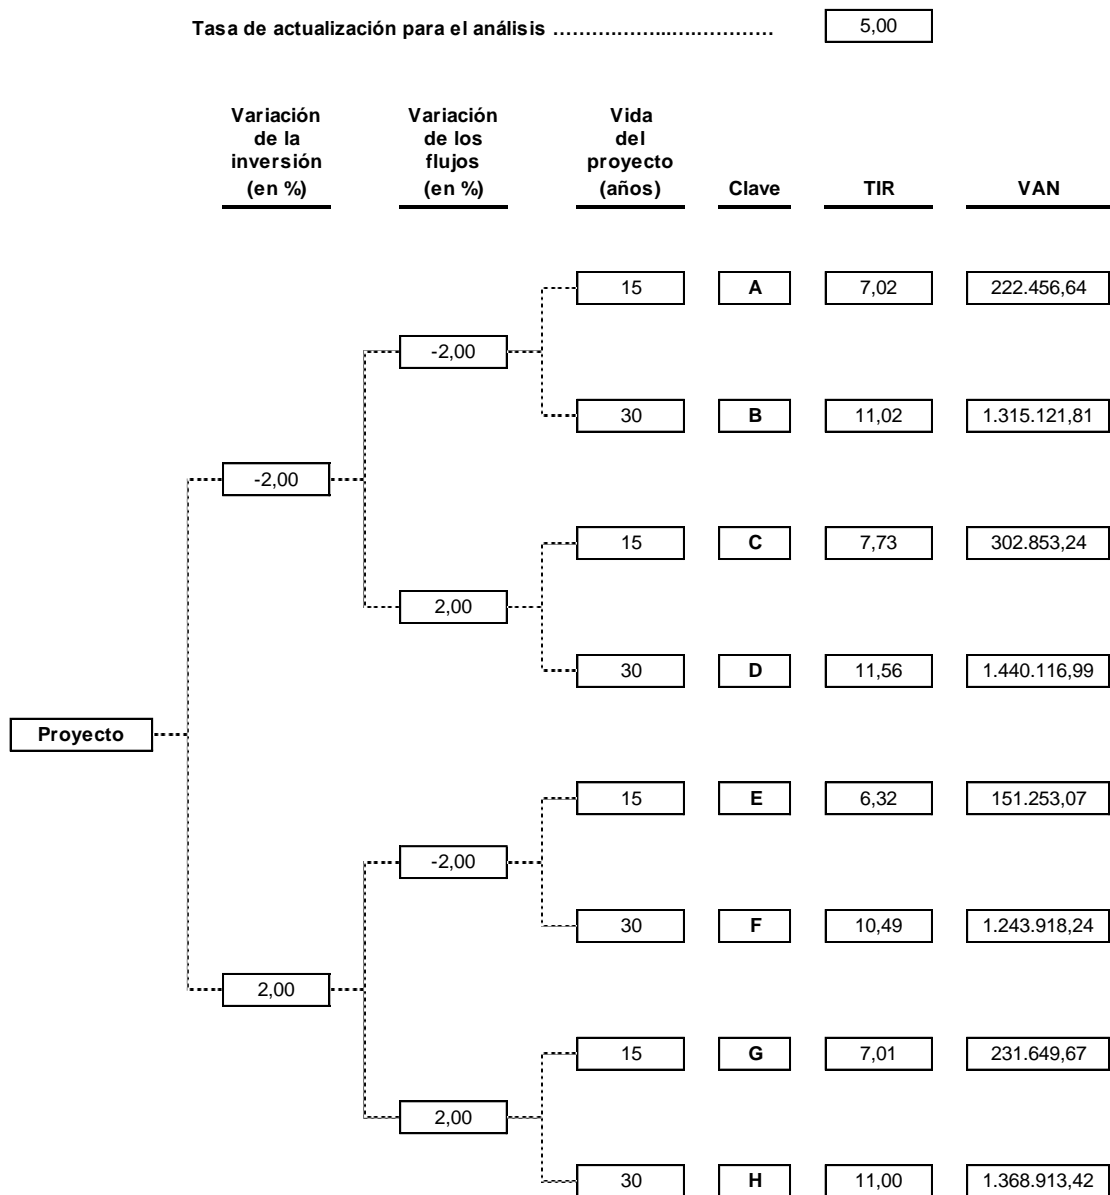 Tasa de actualización para el análisis ……….……...….………… 5,00
Variación Variación Vida
de la de los del
inversión flujos proyecto
(en %) (en %) (años) Clave TIR VAN
15 A 7,02 222.456,64
-2,00
30 B 11,02 1.315.121,81
-2,00
15 C 7,73 302.853,24
2,00
30 D 11,56 1.440.116,99
Proyecto
15 E 6,32 151.253,07
-2,00
30 F 10,49 1.243.918,24
2,00
15 G 7,01 231.649,67
2,00
30 H 11,00 1.368.913,42